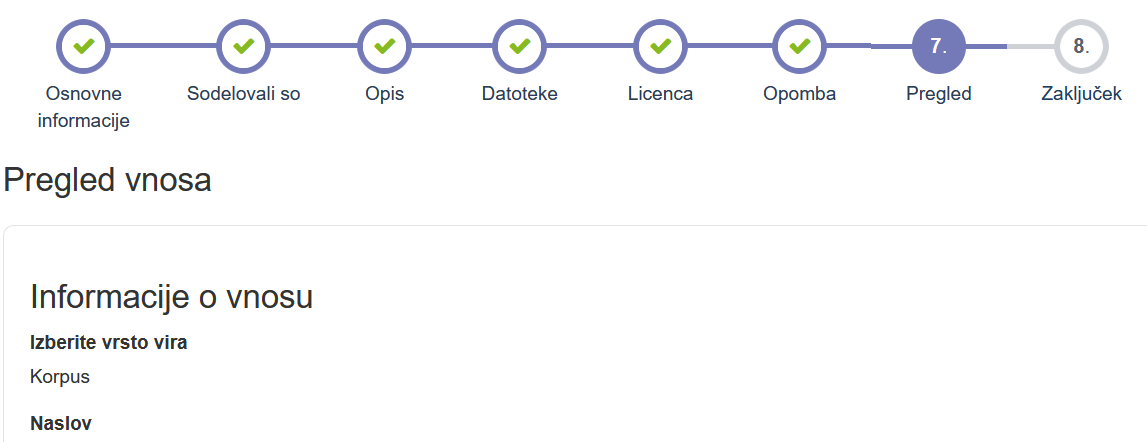 7.
8.
Osnovne informacije
Sodelovali so
Opis
Datoteke
Licenca
Opomba
Pregled
Zaključek
Pregled vnosa
Informacije o vnosu
Izberite vrsto vira
Korpus
Naslov